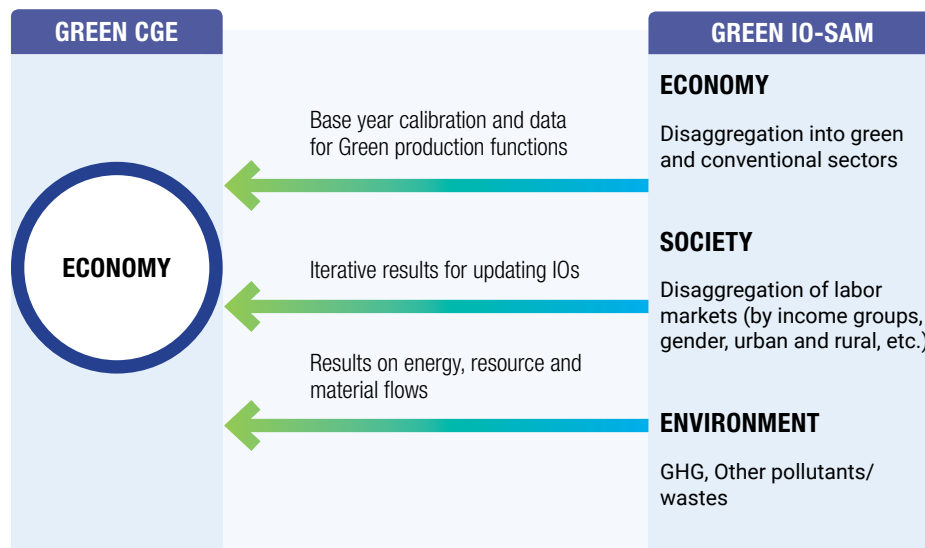 GREEN CGE
GREEN IO-SAM
ECONOMY
Base year calibration and data
for Green production functions
Iterative results for updating IOs
Results on energy, resource and
material flows
ECONOMY
Disaggregation into green
and conventional sectors
SOCIETY
Disaggregation of labor
markets (by income groups,
gender, urban and rural, etc.)
ENVIRONMENT
GHG, Other pollutants/
wastes